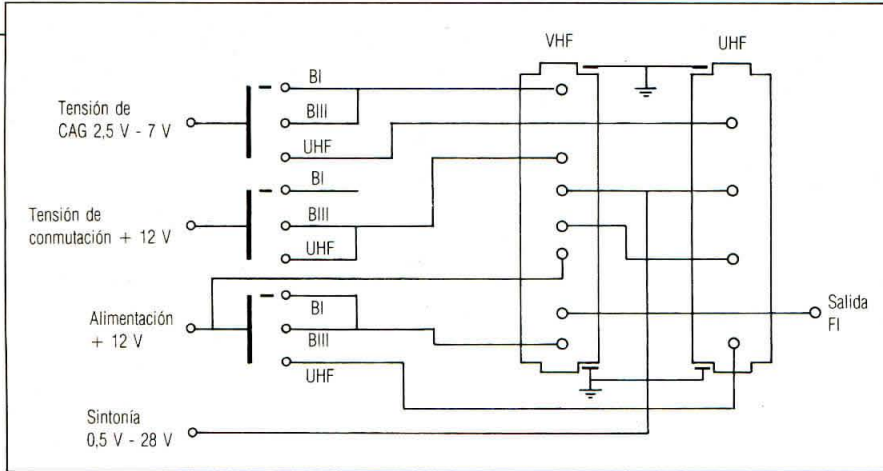 VHF
UHF
Tensión de
CAG 2,5 V - 7 V
BI
BIII
UHF
Tensión de
conmutación + 12 V
BI
BIII
UHF
Alimentación
+ 12 V
BI
BIII
UHF
Salida
FI
Sintonía
0,5 V - 28 V